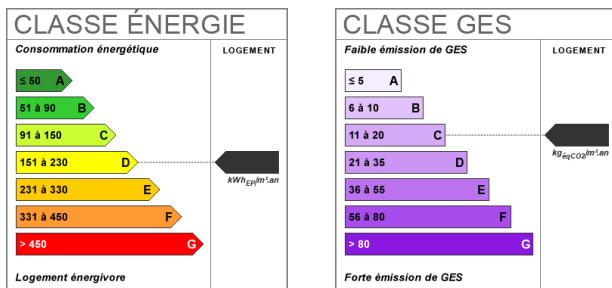 CLASSE ÉNERGIE
Consommation énergétique
LOGEMENT
≤ 50 A
51 à 90 B
91 à 150 C
151 à 230 D
231 à 330 E
331 à 450 F
> 450 G
kWhEP/m².an
Logement énergivore
CLASSE GES
Faible émission de GES
LOGEMENT
≤ 5 A
6 à 10 B
11 à 20 C
21 à 35 D
36 à 55 E
56 à 80 F
> 80 G
kgéqCO2/m².an
Forte émission de GES